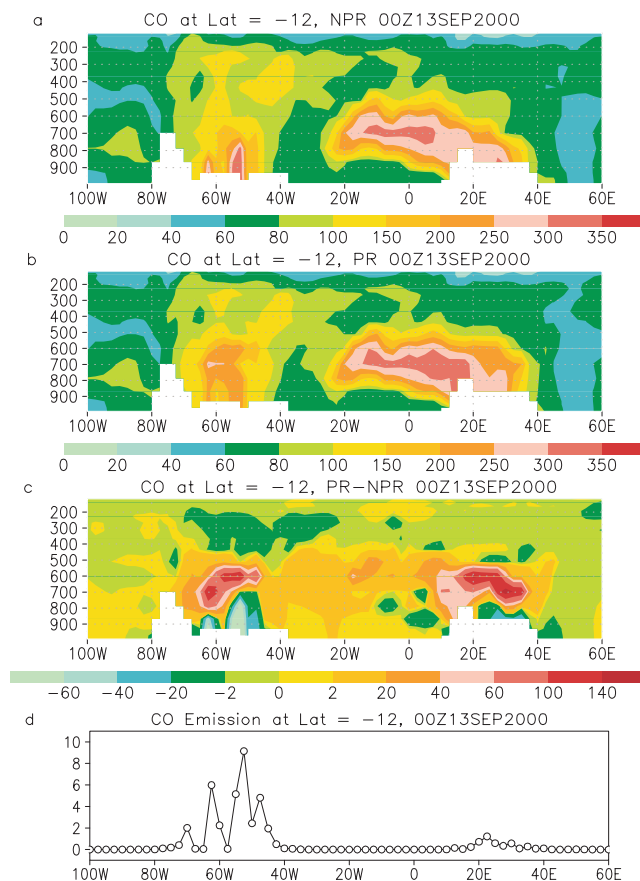 a
CO at Lat = −12, NPR 00Z13SEP2000
200
300
400
500
600
700
800
900
100W 80W 60W 40W 20W 0 20E 40E 60E
0 20 40 60 80 100 150 200 250 300 350
b
CO at Lat = −12, PR 00Z13SEP2000
200
300
400
500
600
700
800
900
100W 80W 60W 40W 20W 0 20E 40E 60E
0 20 40 60 80 100 150 200 250 300 350
c
CO at Lat = −12, PR−NPR 00Z13SEP2000
200
300
400
500
600
700
800
900
100W 80W 60W 40W 20W 0 20E 40E 60E
−60 −40 −20 −2 0 2 20 40 60 100 140
d
CO Emission at Lat = −12, 00Z13SEP2000
10
8
6
4
2
0
100W 80W 60W 40W 20W 0 20E 40E 60E